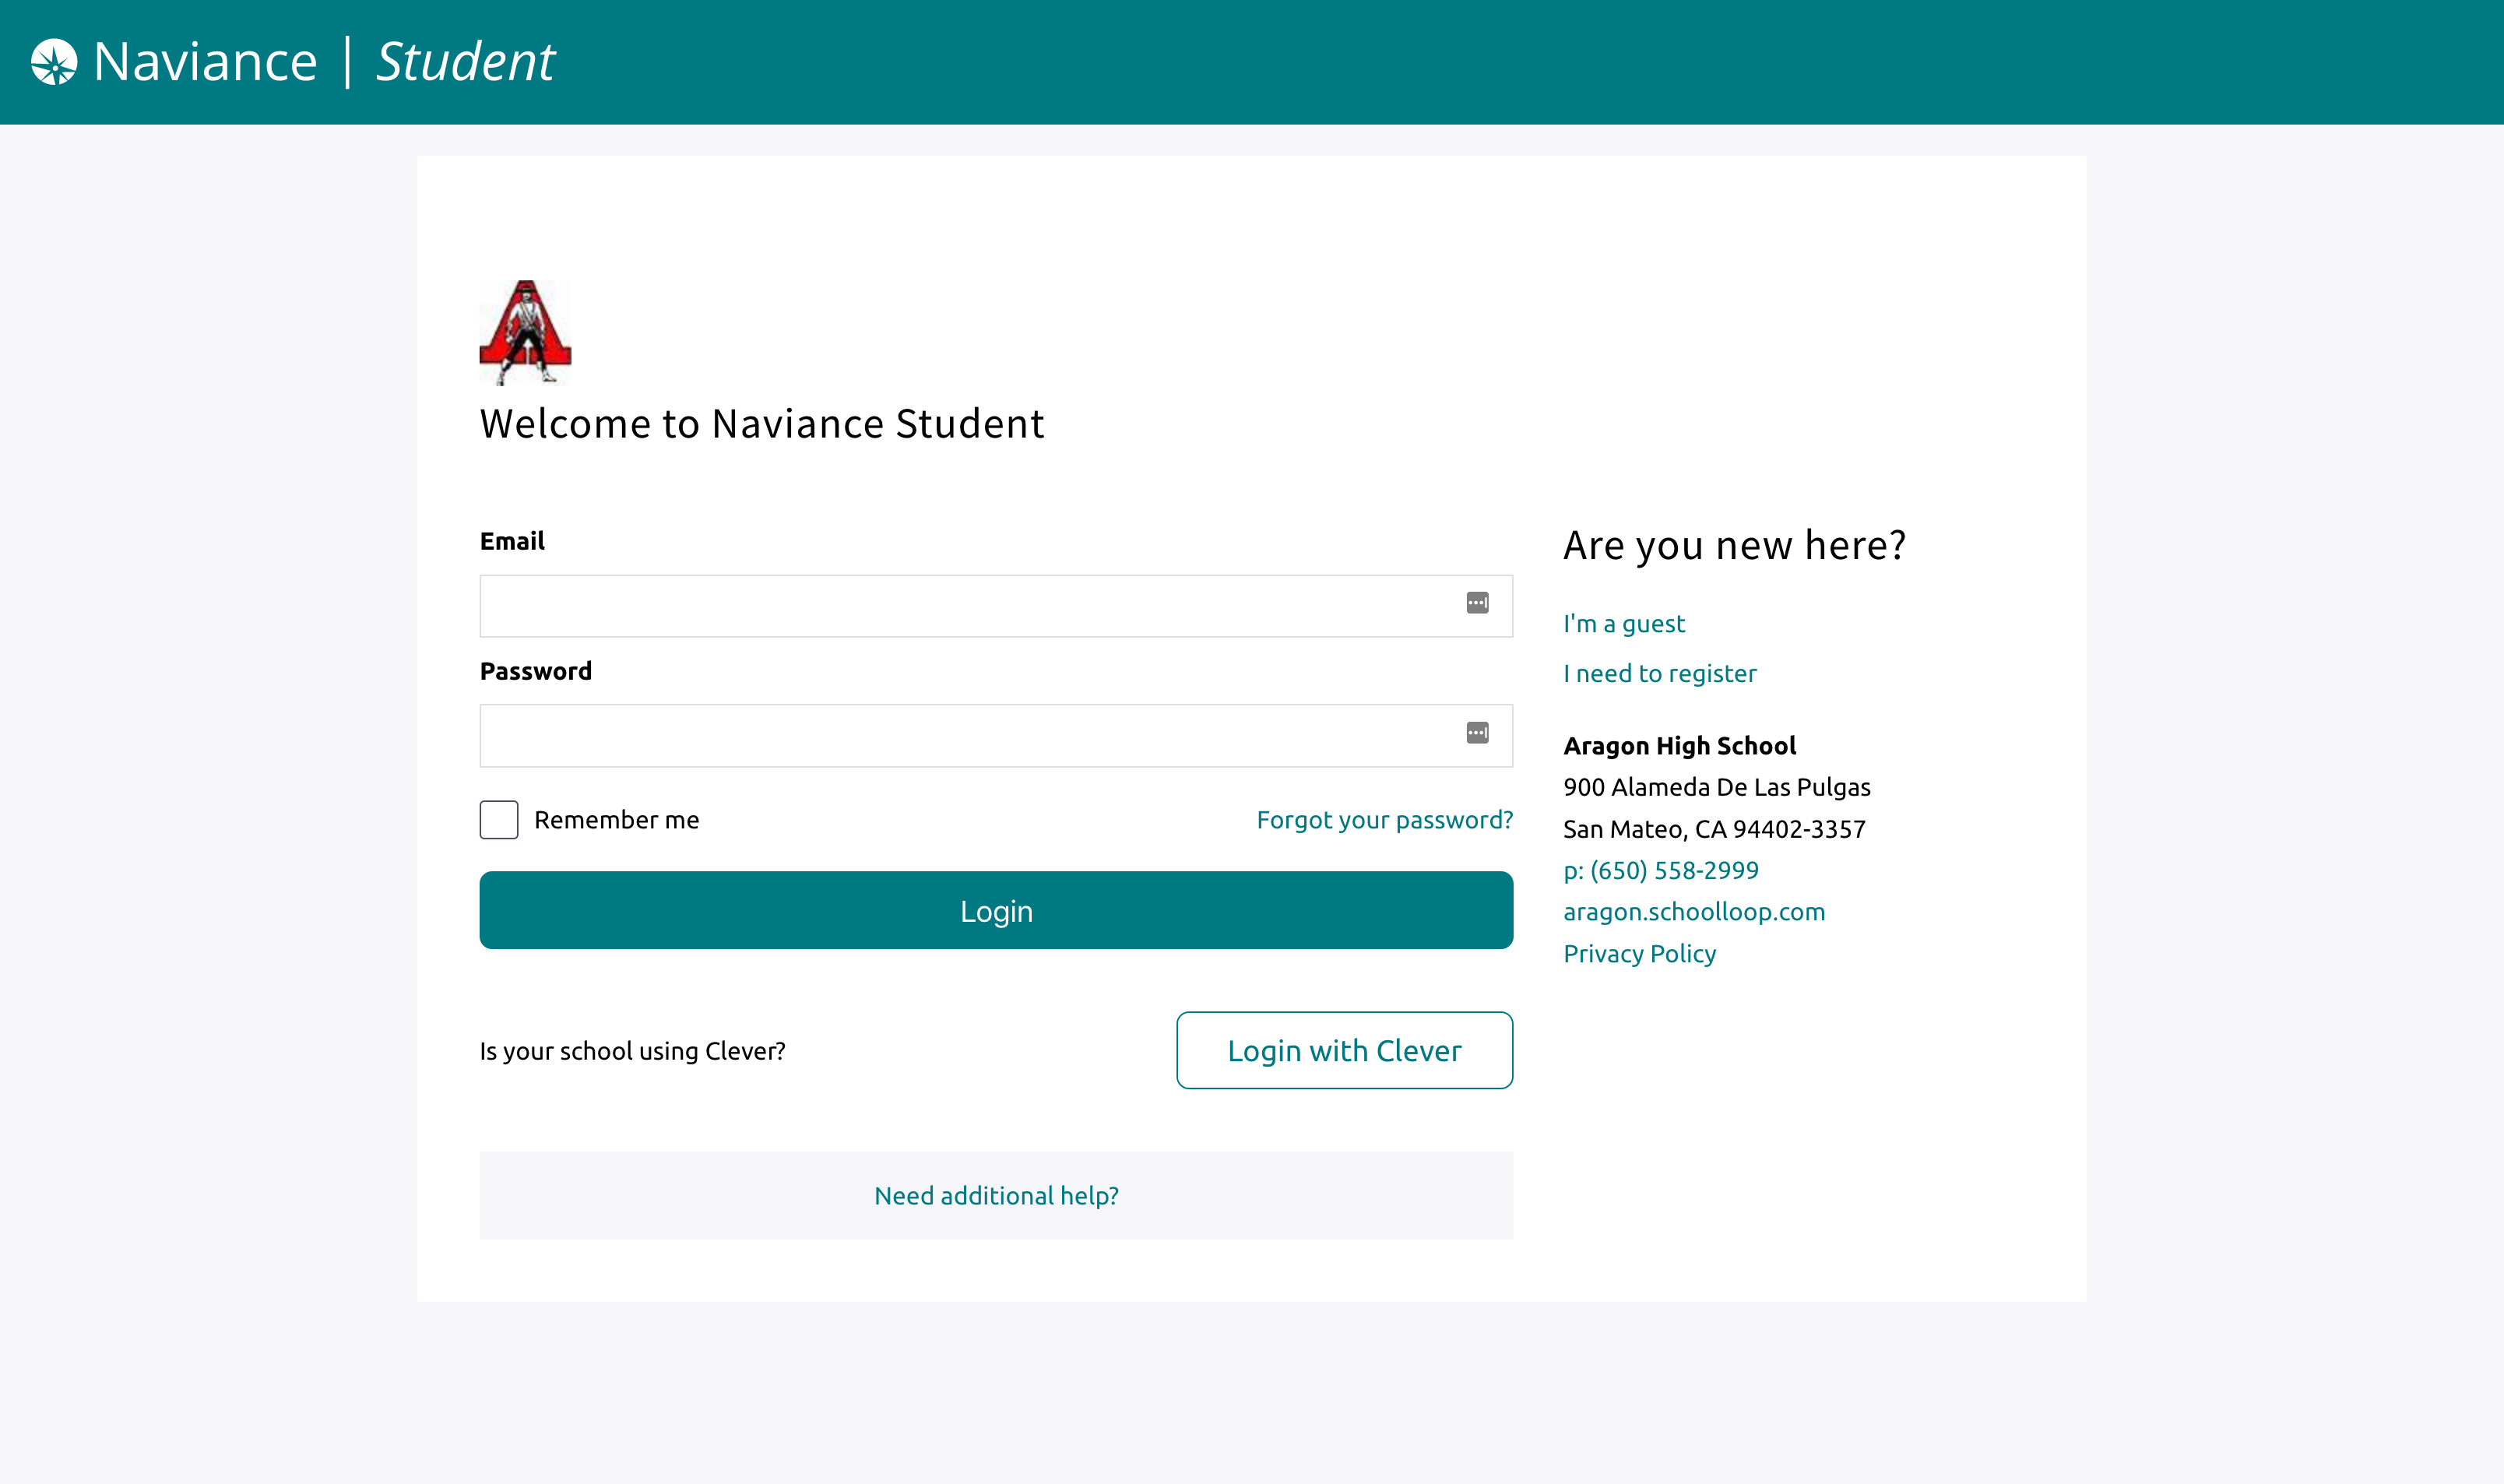 Naviance | Student
A
Welcome to Naviance Student
Email
Password
Remember me
Forgot your password?
Login
Is your school using Clever?
Login with Clever
Need additional help?
Are you new here?
I'm a guest
I need to register
Aragon High School
900 Alameda De Las Pulgas
San Mateo, CA 94402-3357
p: (650) 558-2999
aragon.schoolloop.com
Privacy Policy